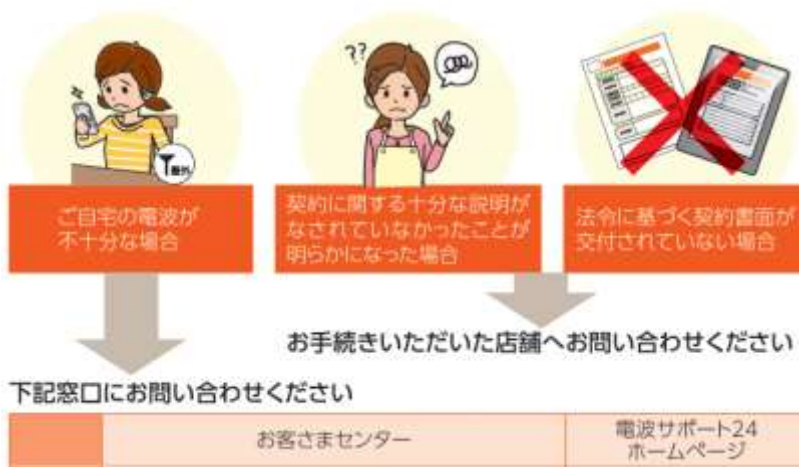 ??
圏外
ご自宅の電波が
不十分な場合
契約に関する十分な説明が
なされていなかったことが
明らかになった場合
法令に基づく契約書面が
交付されていない場合
お手続きいただいた店舗へお問い合わせください
下記窓口にお問い合わせください
お客さまセンター
電波サポート24
ホームページ